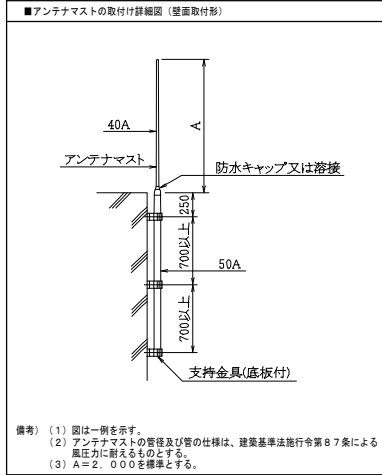 ■アンテナマストの取付け詳細図（壁面取付形）
40A
A
アンテナマスト
防水キャップ又は溶接
250
700以上
50A
700以上
支持金具(底板付)
備考）（1）図は一例を示す。
（2）アンテナマストの管径及び管の仕様は、建築基準法施行令第87条による
風圧力に耐えるものとする。
（3）A＝2，000を標準とする。